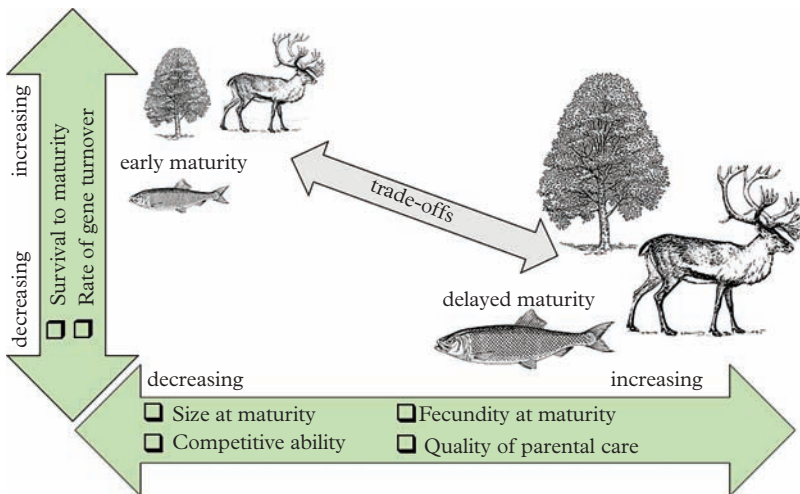 increasing
decreasing
❑ Survival to maturity
❑ Rate of gene turnover
early maturity
trade-offs
delayed maturity
decreasing
increasing
❑ Size at maturity
❑ Fecundity at maturity
❑ Competitive ability
❑ Quality of parental care